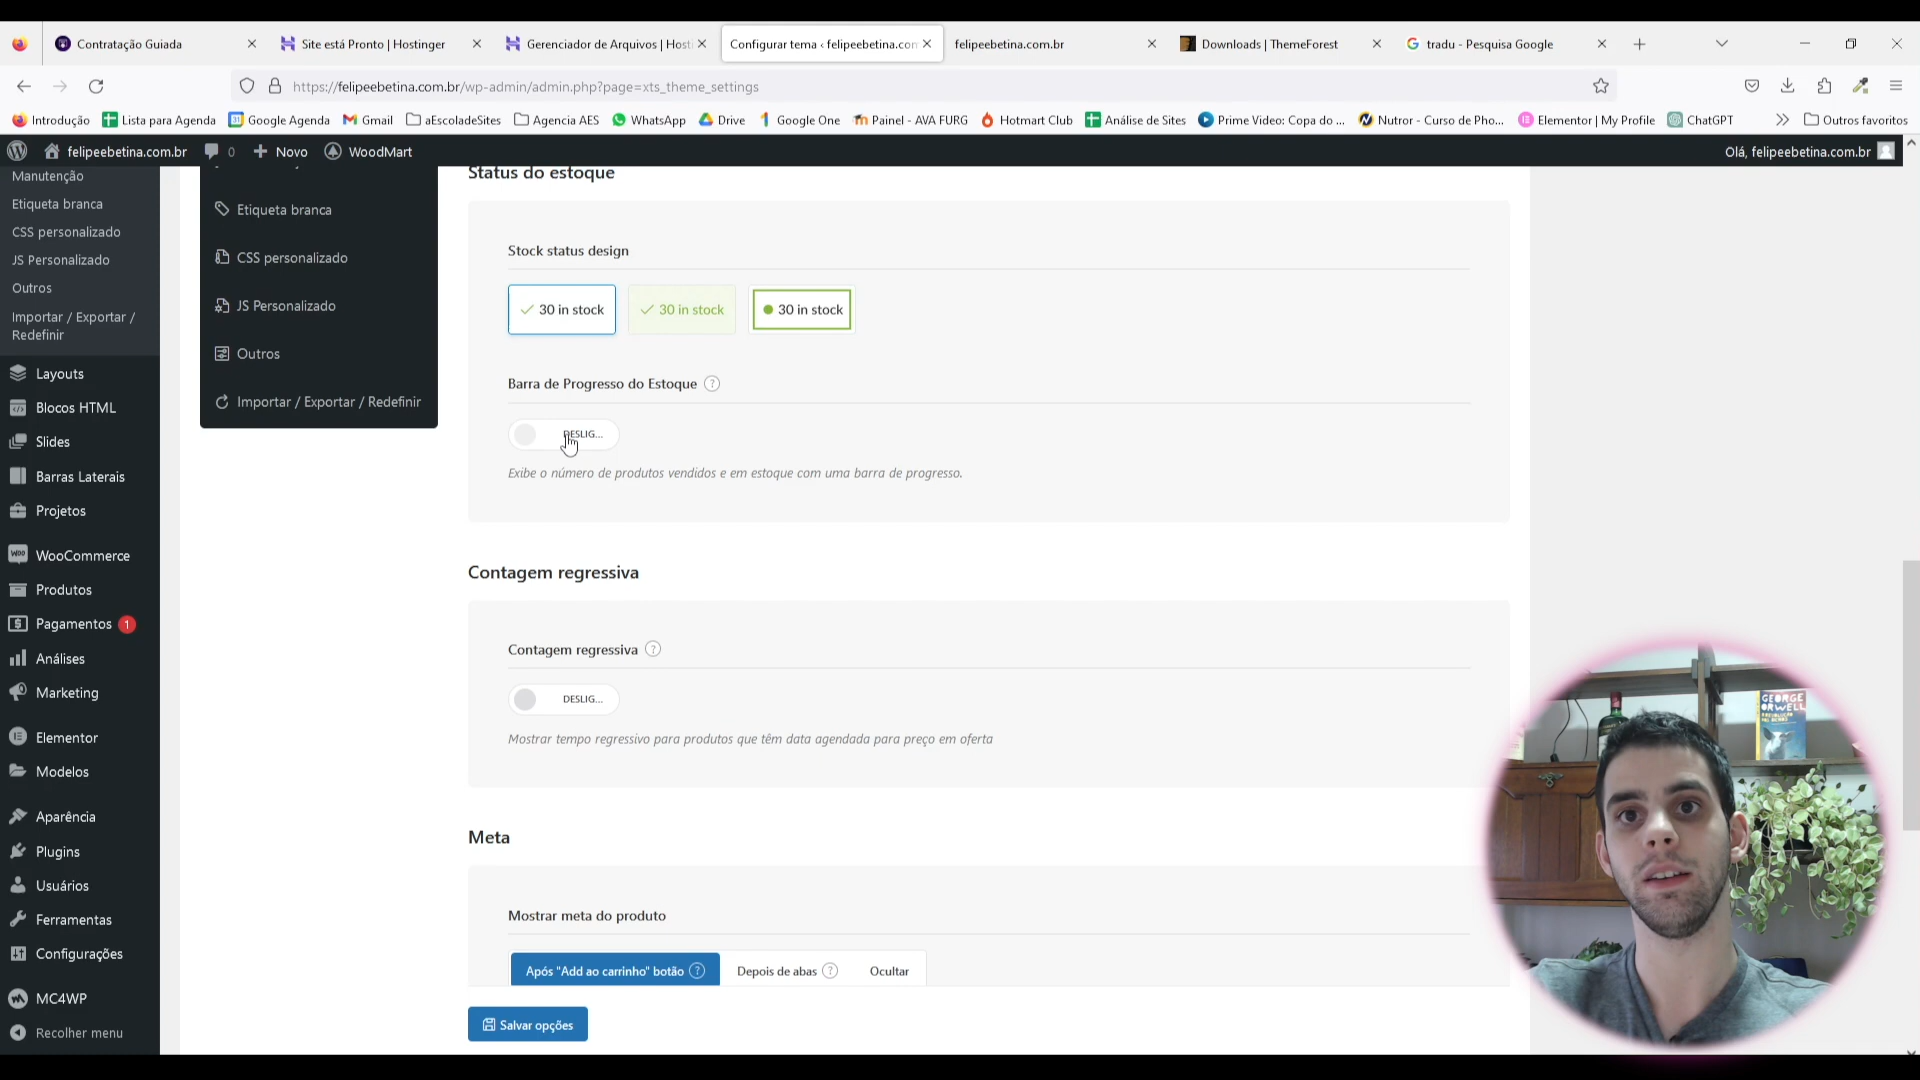 Contratação Guiada
Site está Pronto | Hostinger
Gerenciador de Arquivos | Host
Configurar tema ‹ felipeebetina.com
felipeebetina.com.br
Downloads | ThemeForest
tradu - Pesquisa Google
https://felipeebetina.com.br/wp-admin/admin.php?page=xts_theme_settings
Introdução
Lista para Agenda
Google Agenda
Gmail
aEscoladeSites
Agencia AES
WhatsApp
Drive
Google One
Painel - AVA FURG
Hotmart Club
Análise de Sites
Prime Video: Copa do ...
Nutror - Curso de Pho...
Elementor | My Profile
ChatGPT
Outros favoritos
felipeebetina.com.br
0
Novo
WoodMart
Olá, felipeebetina.com.br
Manutenção
Etiqueta branca
CSS personalizado
JS Personalizado
Outros
Importar / Exportar /
Redefinir
Layouts
Blocos HTML
Slides
Barras Laterais
Projetos
WooCommerce
Produtos
Pagamentos 1
Análises
Marketing
Elementor
Modelos
Aparência
Plugins
Usuários
Ferramentas
Configurações
MC4WP
Recolher menu
Etiqueta branca
CSS personalizado
JS Personalizado
Outros
Importar / Exportar / Redefinir
Status do estoque
Stock status design
30 in stock
30 in stock
30 in stock
Barra de Progresso do Estoque ?
DESLIG...
Exibe o número de produtos vendidos e em estoque com uma barra de progresso.
Contagem regressiva
Contagem regressiva ?
DESLIG...
Mostrar tempo regressivo para produtos que têm data agendada para preço em oferta
Meta
Mostrar meta do produto
Após "Add ao carrinho" botão ?
Depois de abas ?
Ocultar
Salvar opções
GEORGE
ORWELL